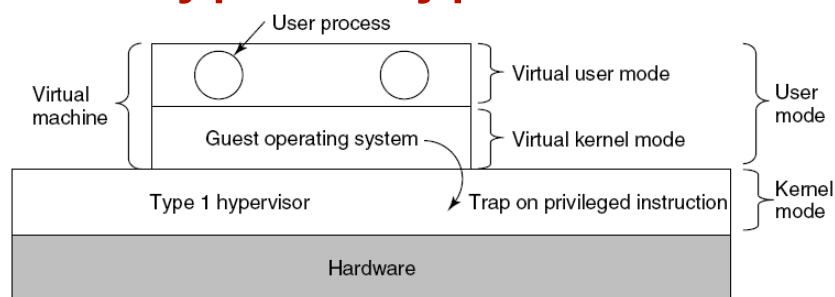 User process
Virtual
machine
Virtual user mode
User
mode
Guest operating system
Virtual kernel mode
Type 1 hypervisor
Trap on privileged instruction
Kernel
mode
Hardware